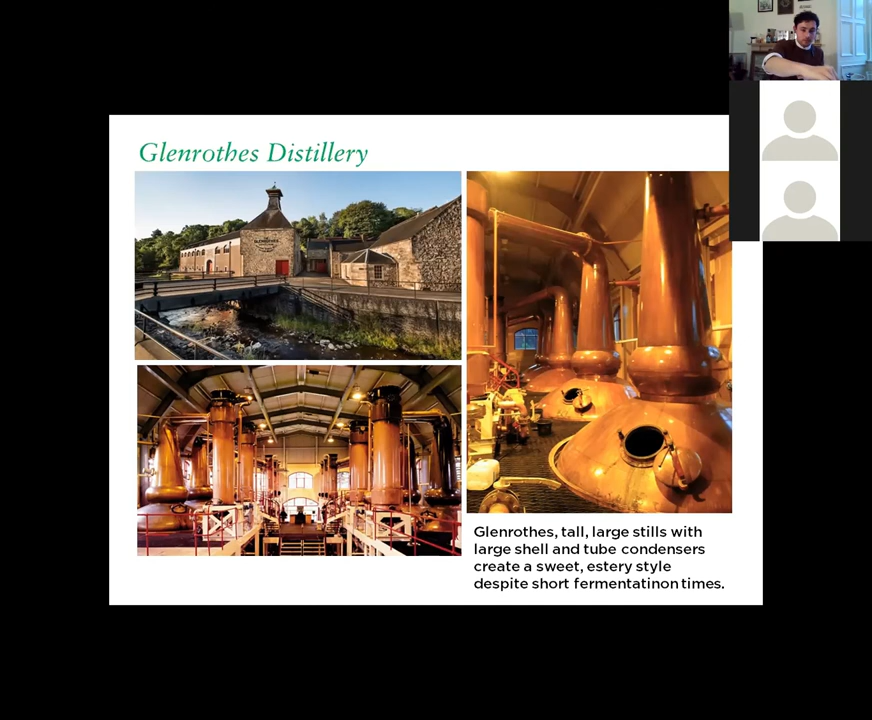 Glenrothes Distillery
Glenrothes, tall, large stills with
large shell and tube condensers
create a sweet, estery style
despite short fermentatinon times.